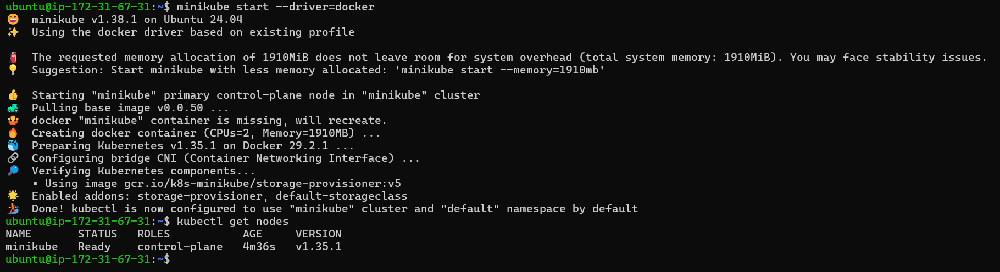 ubuntu@ip-172-31-67-31:~$ minikube start --driver=docker
😄  minikube v1.38.1 on Ubuntu 24.04
✨  Using the docker driver based on existing profile

🧯  The requested memory allocation of 1910MiB does not leave room for system overhead (total system memory: 1910MiB). You may face stability issues.
💡  Suggestion: Start minikube with less memory allocated: 'minikube start --memory=1910mb'

👍  Starting "minikube" primary control-plane node in "minikube" cluster
🚜  Pulling base image v0.0.50 ...
🤷  docker "minikube" container is missing, will recreate.
🔥  Creating docker container (CPUs=2, Memory=1910MB) ...
🐳  Preparing Kubernetes v1.35.1 on Docker 29.2.1 ...
🔗  Configuring bridge CNI (Container Networking Interface) ...
🔎  Verifying Kubernetes components...
    ▪ Using image gcr.io/k8s-minikube/storage-provisioner:v5
🌟  Enabled addons: storage-provisioner, default-storageclass
🏄  Done! kubectl is now configured to use "minikube" cluster and "default" namespace by default
ubuntu@ip-172-31-67-31:~$ kubectl get nodes
NAME       STATUS   ROLES           AGE     VERSION
minikube   Ready    control-plane   4m36s   v1.35.1
ubuntu@ip-172-31-67-31:~$